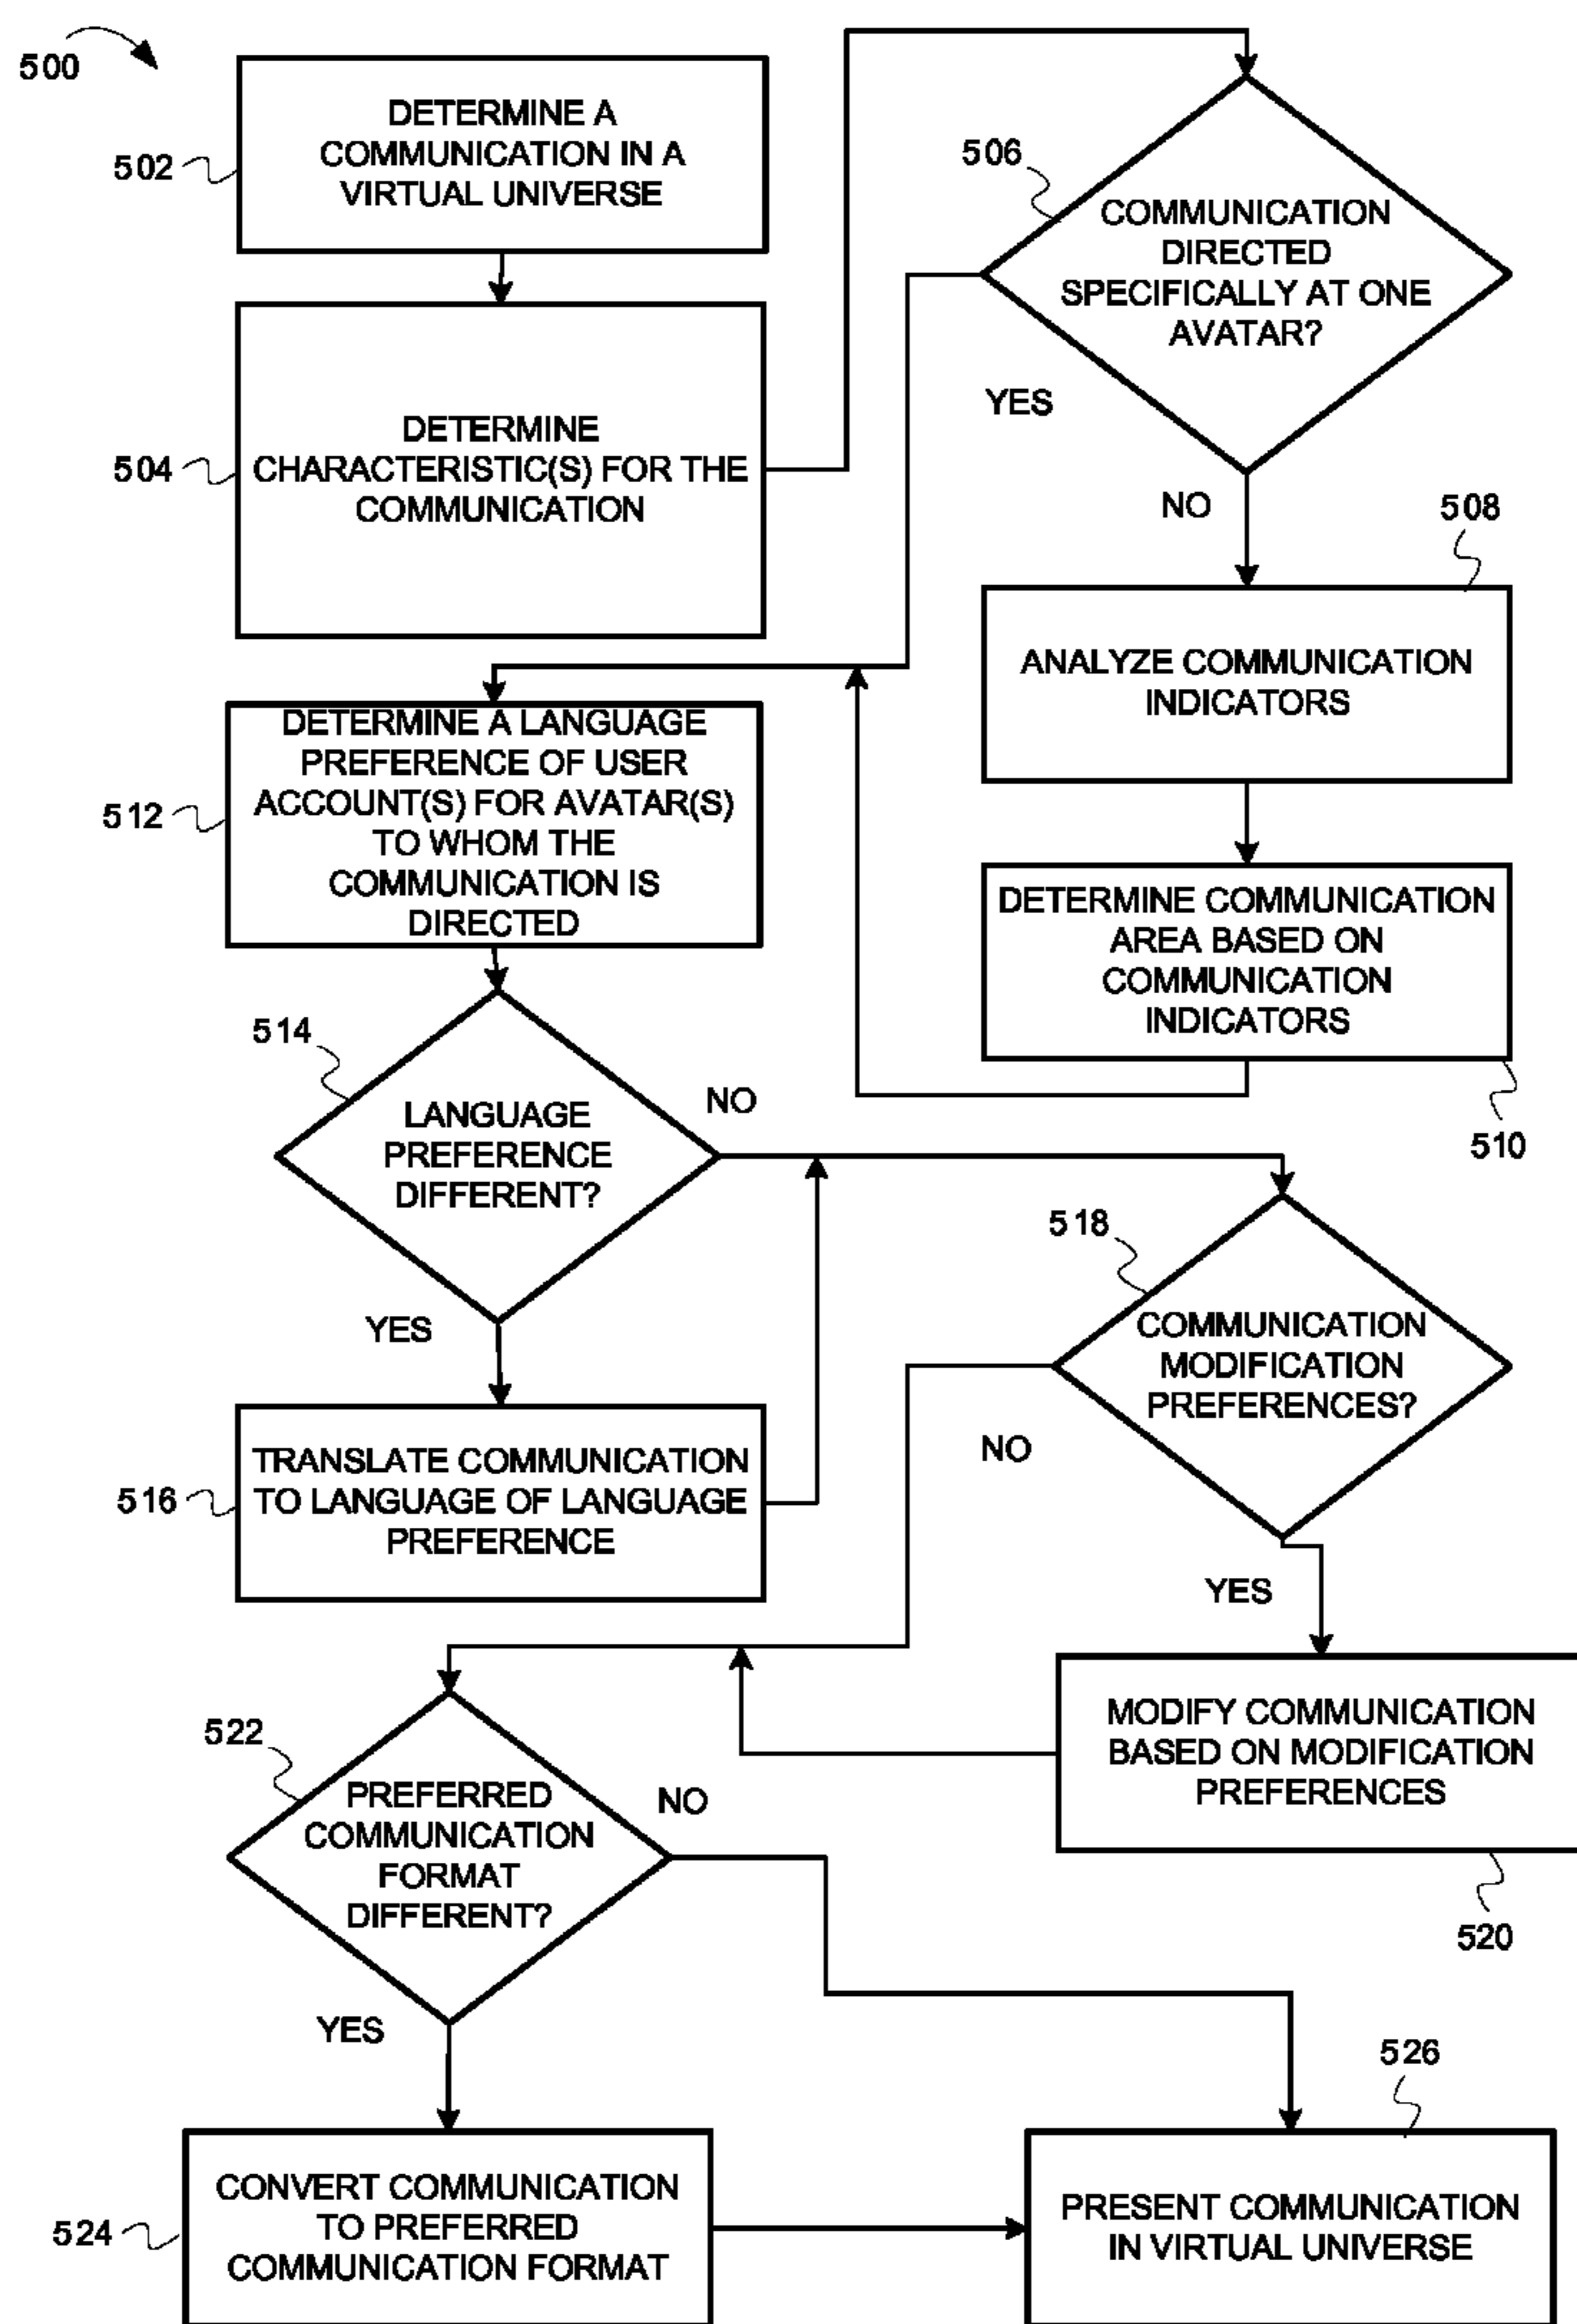 500
502
DETERMINE A
COMMUNICATION IN A
VIRTUAL UNIVERSE
504
DETERMINE
CHARACTERISTIC(S) FOR THE
COMMUNICATION
506
COMMUNICATION
DIRECTED
SPECIFICALLY AT ONE
AVATAR?
YES
NO
508
ANALYZE COMMUNICATION
INDICATORS
DETERMINE COMMUNICATION
AREA BASED ON
COMMUNICATION
INDICATORS
510
512
DETERMINE A LANGUAGE
PREFERENCE OF USER
ACCOUNT(S) FOR AVATAR(S)
TO WHOM THE
COMMUNICATION IS
DIRECTED
514
LANGUAGE
PREFERENCE
DIFFERENT?
NO
YES
516
TRANSLATE COMMUNICATION
TO LANGUAGE OF LANGUAGE
PREFERENCE
518
COMMUNICATION
MODIFICATION
PREFERENCES?
NO
YES
MODIFY COMMUNICATION
BASED ON MODIFICATION
PREFERENCES
520
522
PREFERRED
COMMUNICATION
FORMAT
DIFFERENT?
NO
YES
524
CONVERT COMMUNICATION
TO PREFERRED
COMMUNICATION FORMAT
526
PRESENT COMMUNICATION
IN VIRTUAL UNIVERSE